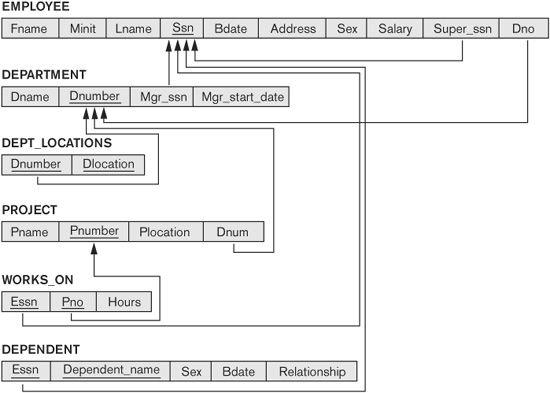 EMPLOYEE
Fname Minit Lname Ssn Bdate Address Sex Salary Super_ssn Dno
DEPARTMENT
Dname Dnumber Mgr_ssn Mgr_start_date
DEPT_LOCATIONS
Dnumber Dlocation
PROJECT
Pname Pnumber Plocation Dnum
WORKS_ON
Essn Pno Hours
DEPENDENT
Essn Dependent_name Sex Bdate Relationship